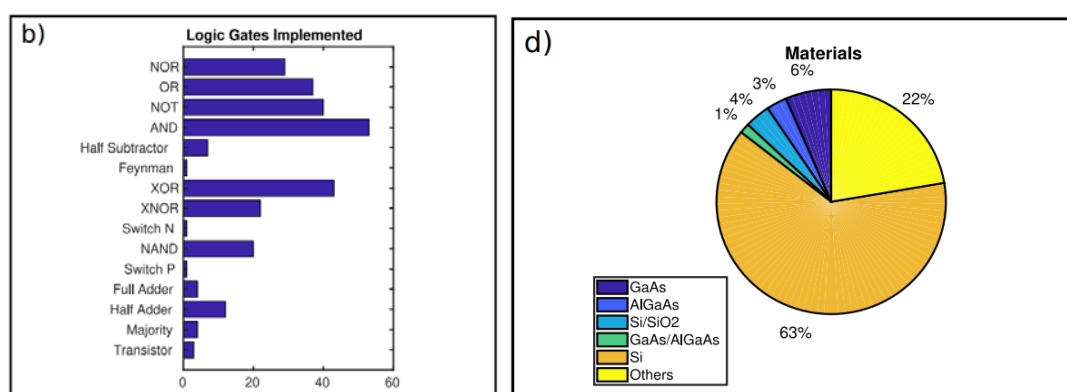 b)
Logic Gates Implemented
NOR
OR
NOT
AND
Half Subtractor
Feynman
XOR
XNOR
Switch N
NAND
Switch P
Full Adder
Half Adder
Majority
Transistor
0 20 40 60
d)
Materials
6%
3%
4%
1%
22%
63%
GaAs
AlGaAs
Si/SiO2
GaAs/AlGaAs
Si
Others